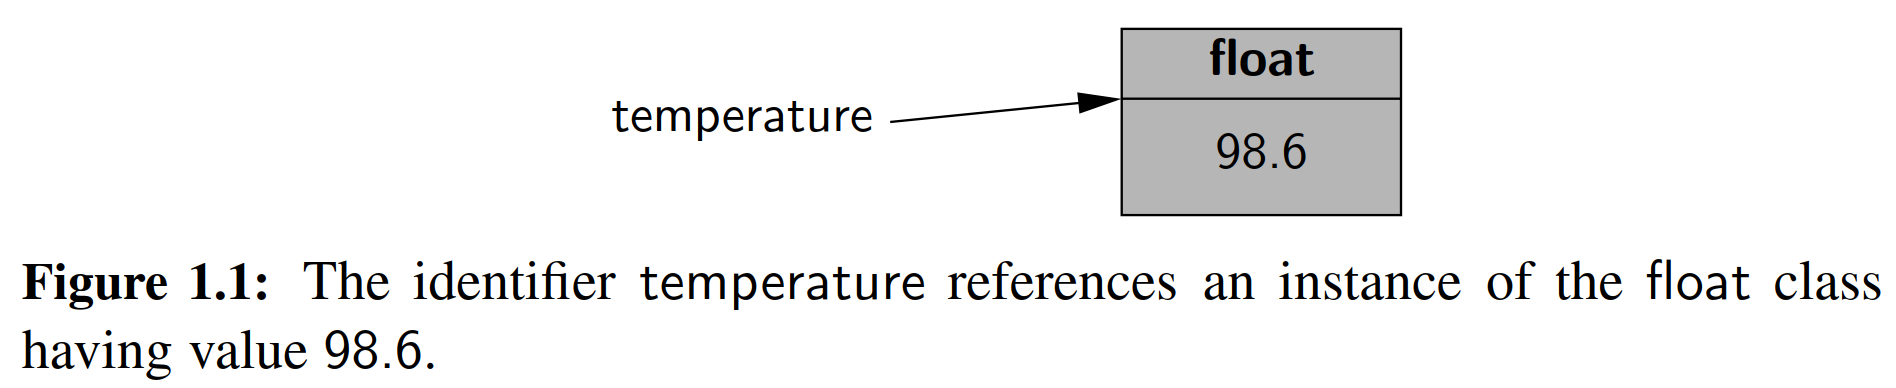 float
temperature
98.6
Figure 1.1: The identifier temperature references an instance of the float class
having value 98.6.